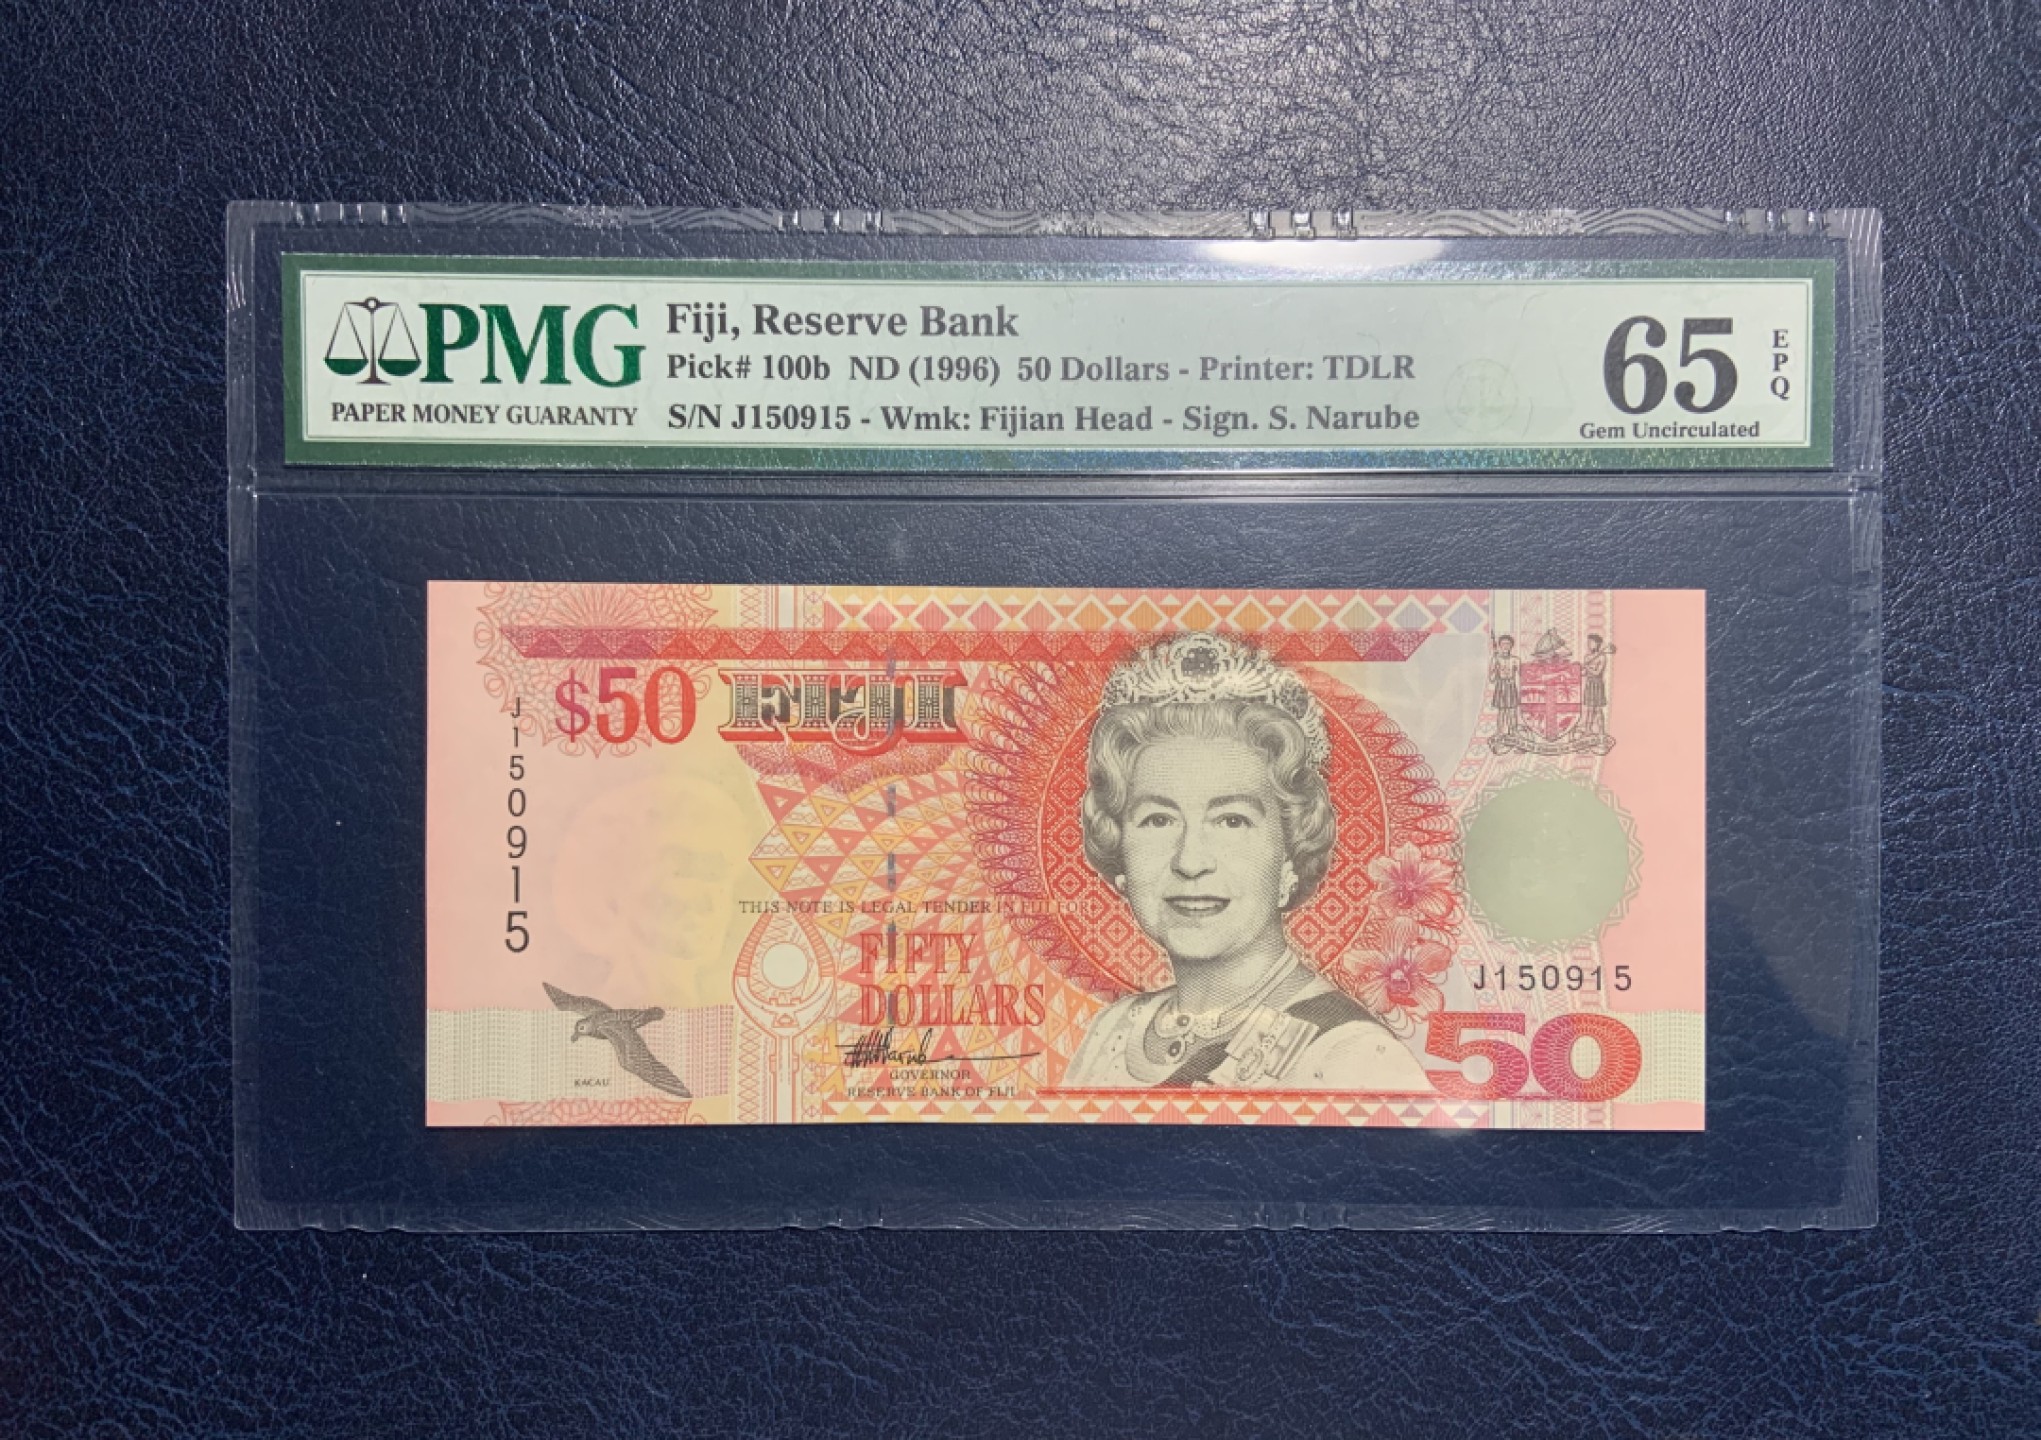 PMG
PAPER MONEY GUARANTY
Fiji, Reserve Bank
Pick# 100b ND (1996) 50 Dollars - Printer: TDLR
S/N J150915 - Wmk: Fijian Head - Sign. S. Narube
65
EPQ
Gem Uncirculated
$50 FIJI
J150915
THIS NOTE IS LEGAL TENDER IN FIJI FOR
FIFTY
DOLLARS
GOVERNOR
RESERVE BANK OF FIJI
KACAU
J150915
50